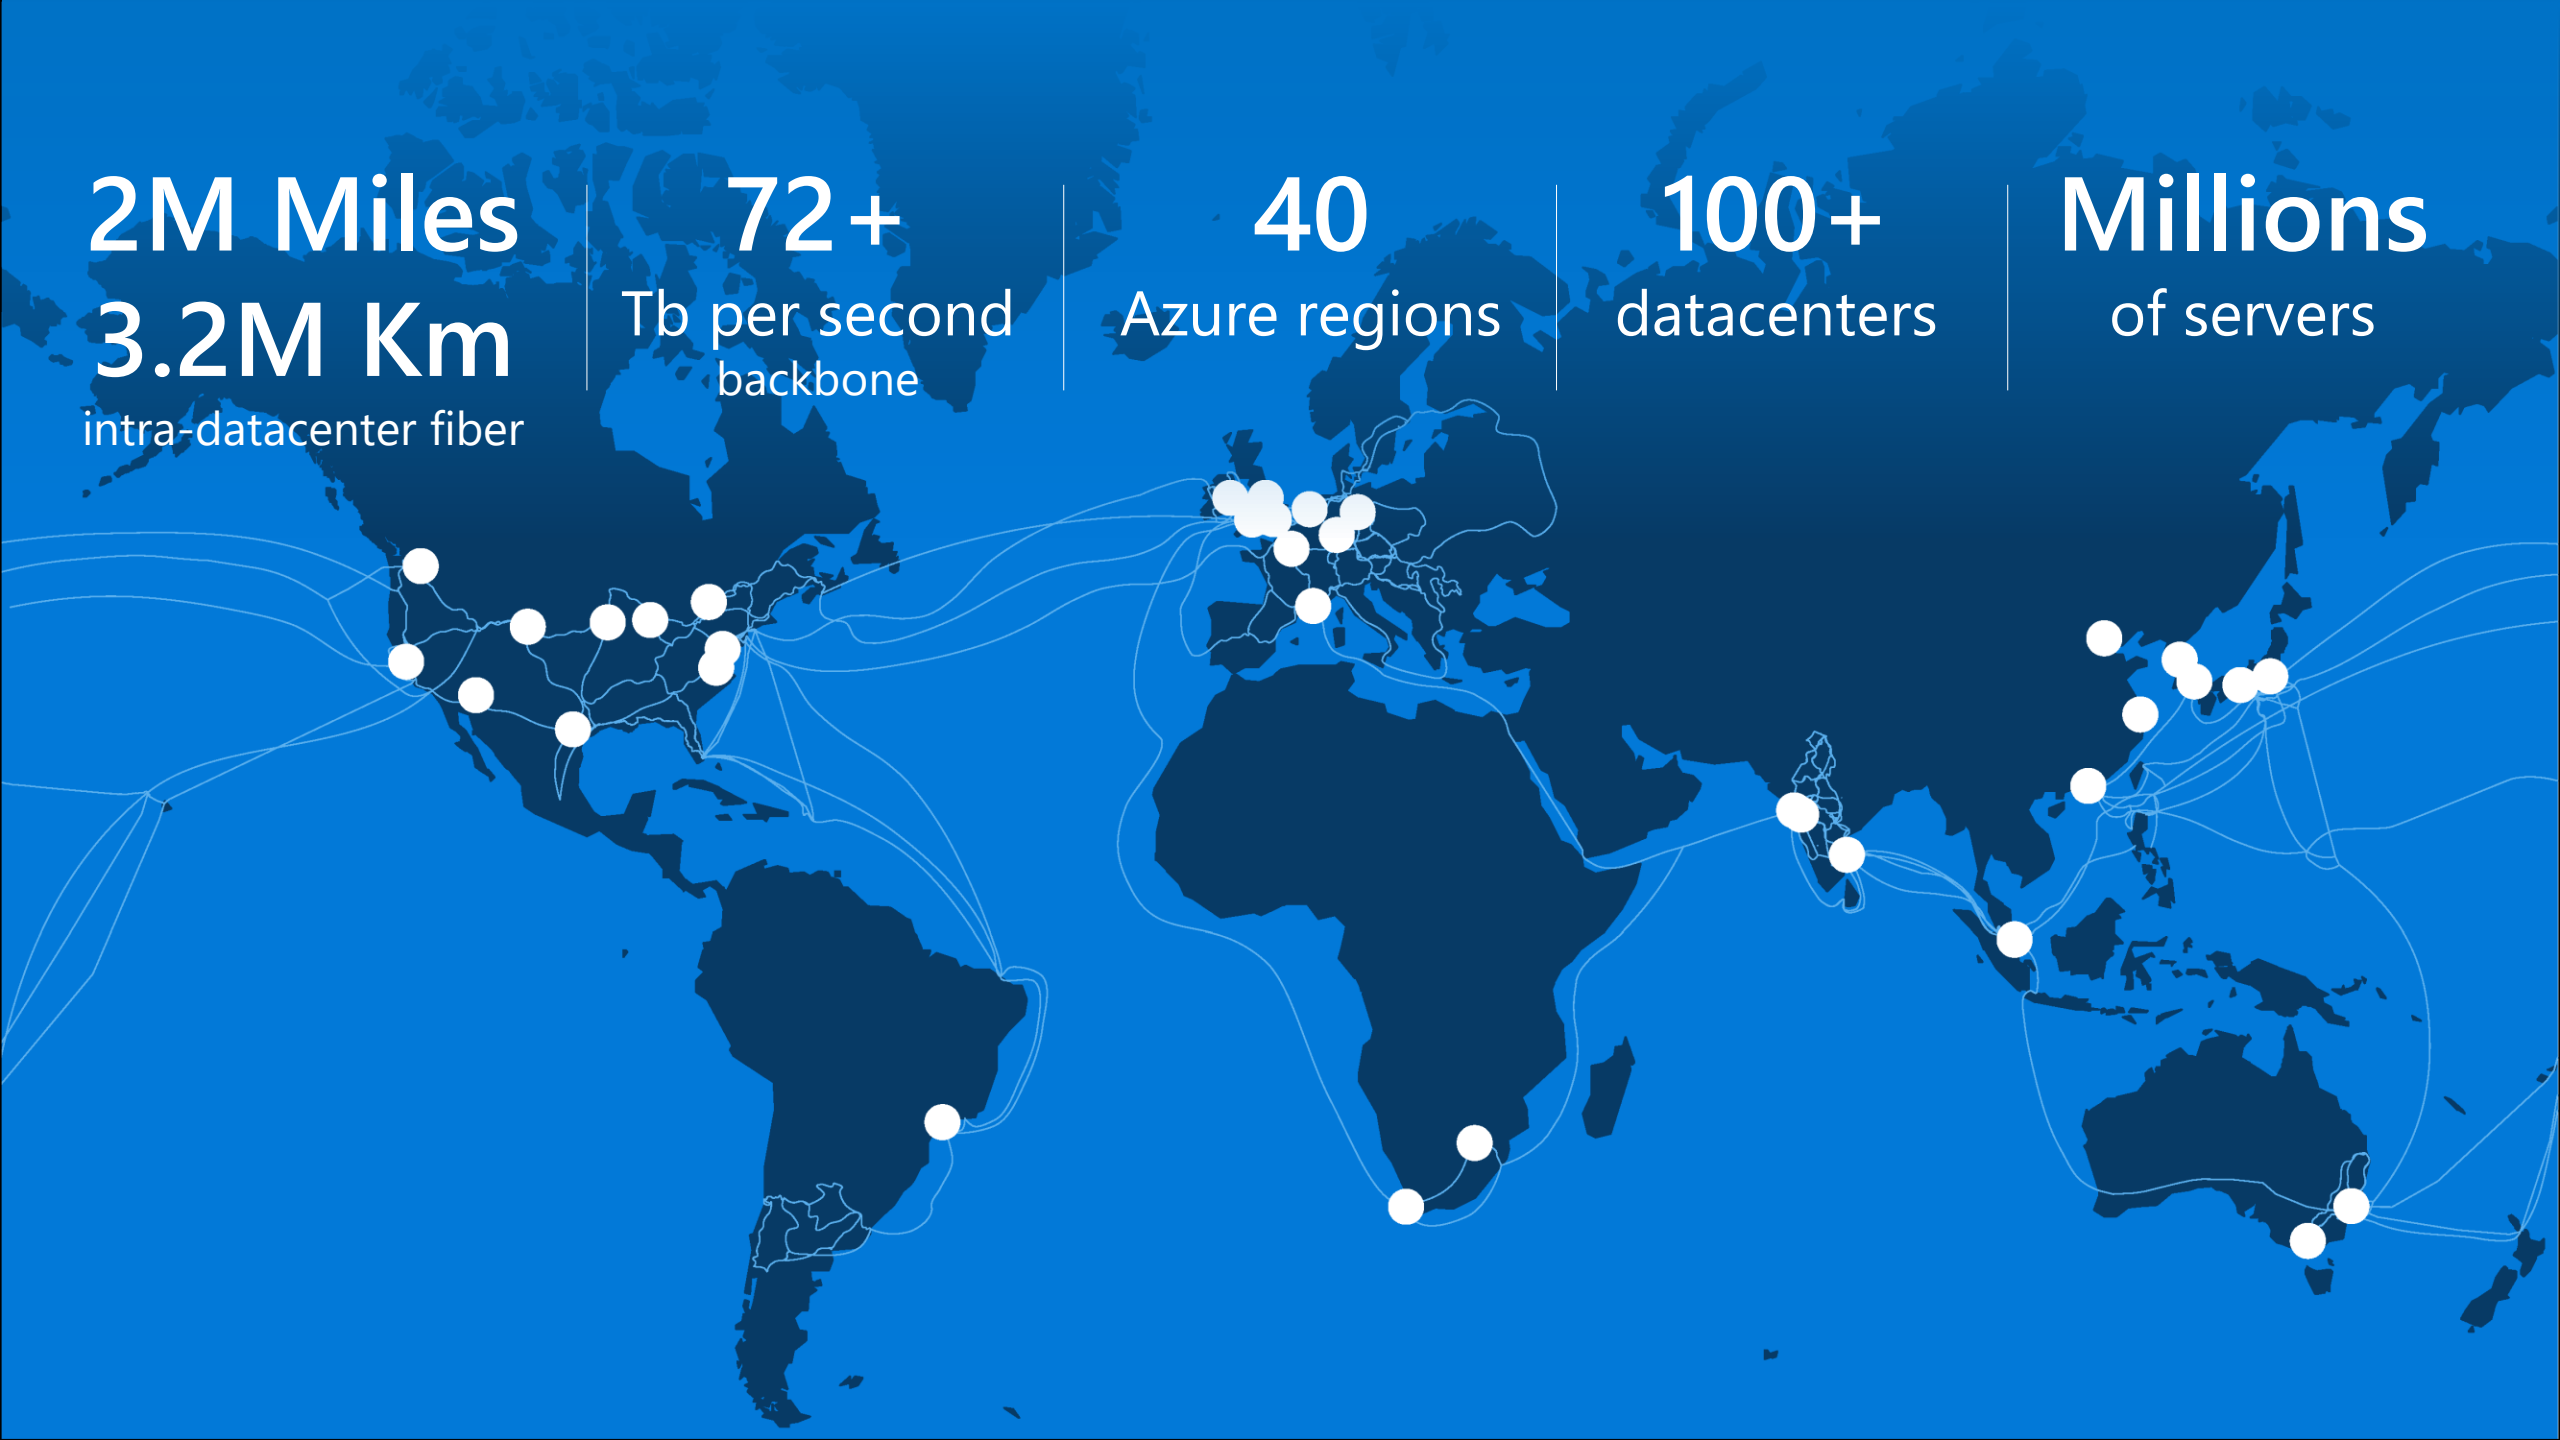 2M Miles
3.2M Km
intra-datacenter fiber
72+
Tb per second
backbone
40
Azure regions
100+
datacenters
Millions
of servers